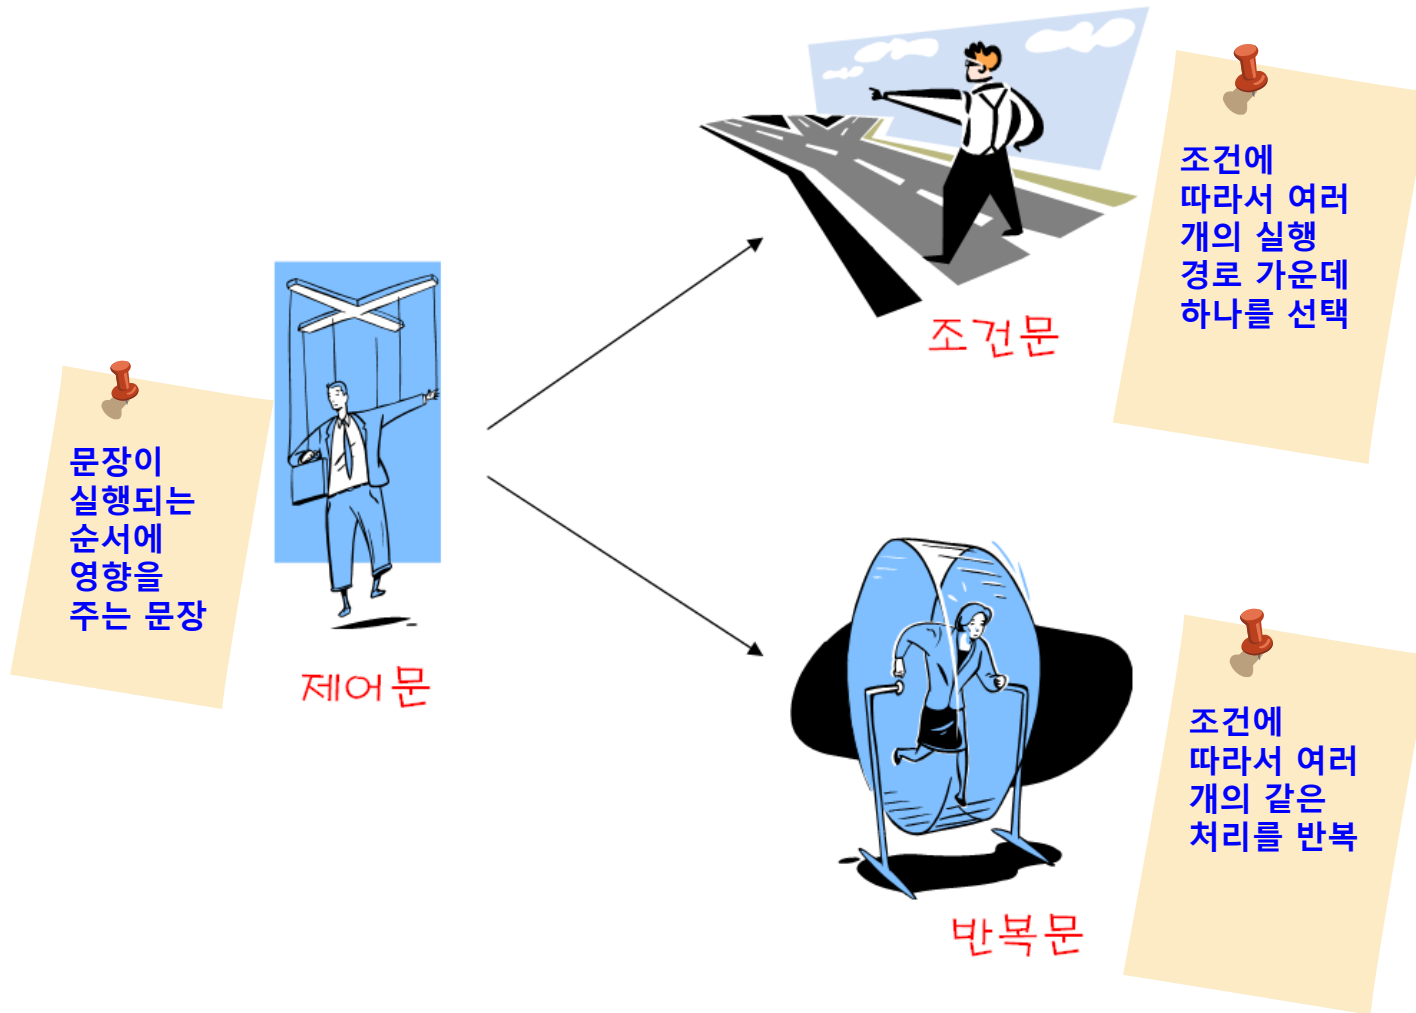 문장이
실행되는
순서에
영향을
주는 문장
제어문
조건에
따라서 여러
개의 실행
경로 가운데
하나를 선택
조건문
조건에
따라서 여러
개의 같은
처리를 반복
반복문